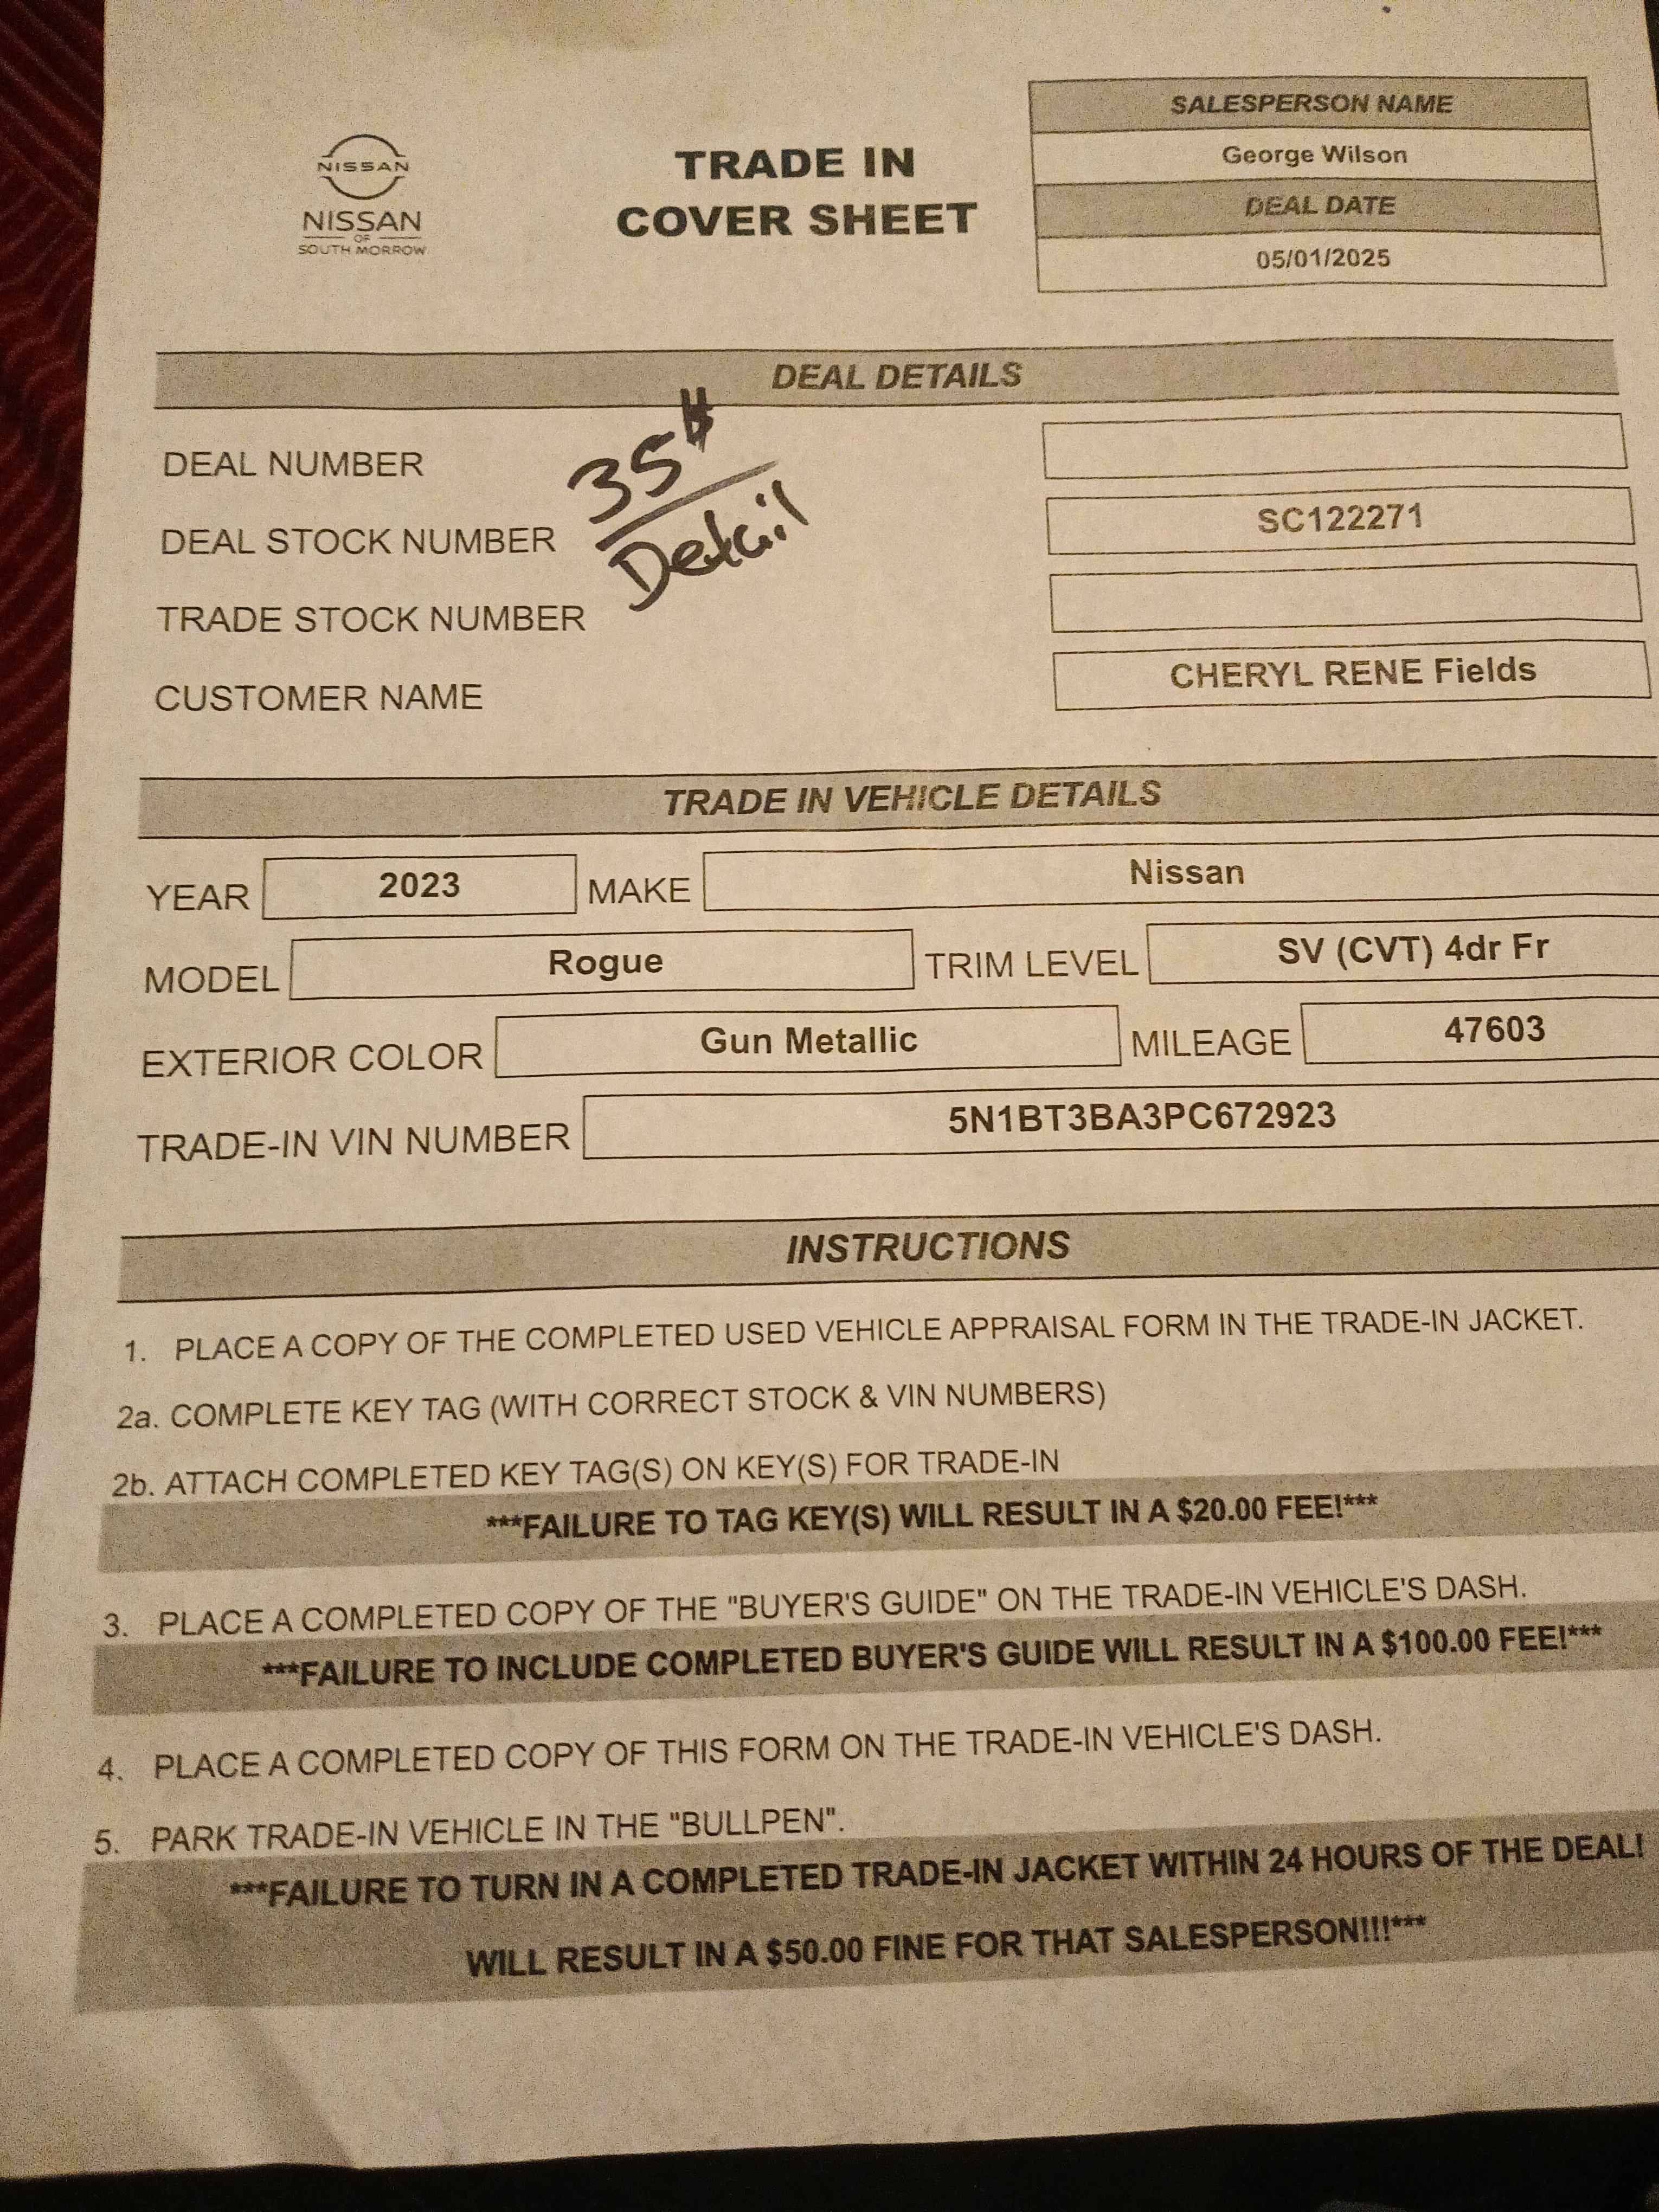 SALESPERSON NAME
George Wilson
DEAL DATE
05/01/2025
NISSAN
NISSAN
OF
SOUTH MORROW
TRADE IN
COVER SHEET
DEAL DETAILS
35#
Detail
DEAL NUMBER
DEAL STOCK NUMBER SC122271
TRADE STOCK NUMBER
CUSTOMER NAME CHERYL RENE Fields
TRADE IN VEHICLE DETAILS
YEAR 2023 MAKE Nissan
MODEL Rogue TRIM LEVEL SV (CVT) 4dr Fr
EXTERIOR COLOR Gun Metallic MILEAGE 47603
TRADE-IN VIN NUMBER 5N1BT3BA3PC672923
INSTRUCTIONS
1. PLACE A COPY OF THE COMPLETED USED VEHICLE APPRAISAL FORM IN THE TRADE-IN JACKET.
2a. COMPLETE KEY TAG (WITH CORRECT STOCK & VIN NUMBERS)
2b. ATTACH COMPLETED KEY TAG(S) ON KEY(S) FOR TRADE-IN
***FAILURE TO TAG KEY(S) WILL RESULT IN A $20.00 FEE!***
3. PLACE A COMPLETED COPY OF THE "BUYER'S GUIDE" ON THE TRADE-IN VEHICLE'S DASH.
***FAILURE TO INCLUDE COMPLETED BUYER'S GUIDE WILL RESULT IN A $100.00 FEE!***
4. PLACE A COMPLETED COPY OF THIS FORM ON THE TRADE-IN VEHICLE'S DASH.
5. PARK TRADE-IN VEHICLE IN THE "BULLPEN".
***FAILURE TO TURN IN A COMPLETED TRADE-IN JACKET WITHIN 24 HOURS OF THE DEAL!
WILL RESULT IN A $50.00 FINE FOR THAT SALESPERSON!!!***